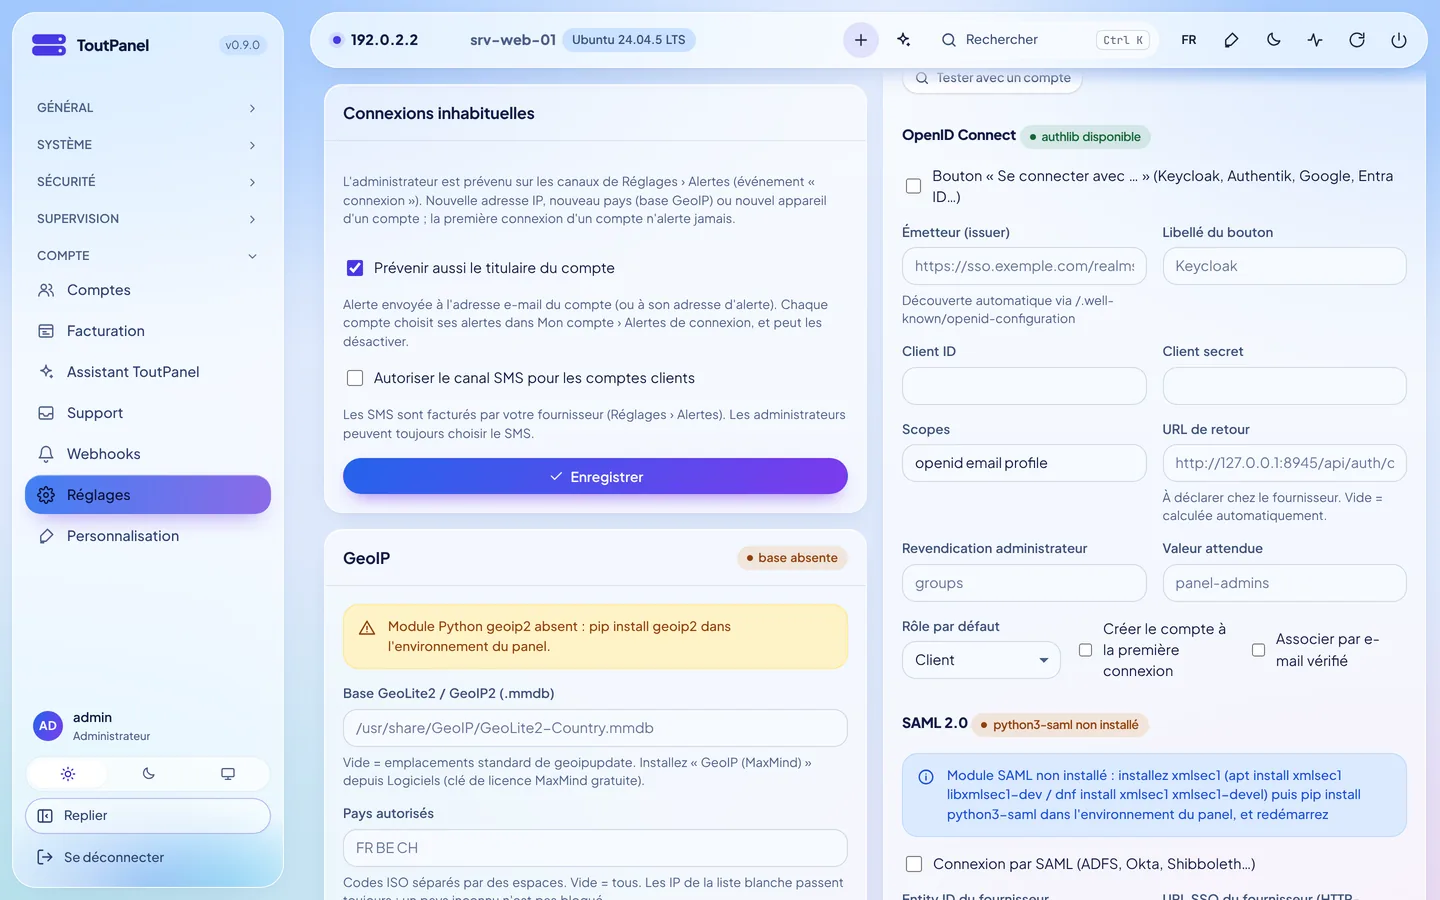 ToutPanel
v0.9.0
GÉNÉRAL
SYSTÈME
SÉCURITÉ
SUPERVISION
COMPTE
Comptes
Facturation
Assistant ToutPanel
Support
Webhooks
Réglages
Personnalisation
AD
admin
Administrateur
Replier
Se déconnecter
192.0.2.2
srv-web-01
Ubuntu 24.04.5 LTS
Rechercher
Ctrl K
FR
Connexions inhabituelles
L'administrateur est prévenu sur les canaux de Réglages › Alertes (événement «
connexion »). Nouvelle adresse IP, nouveau pays (base GeoIP) ou nouvel appareil
d'un compte ; la première connexion d'un compte n'alerte jamais.
Prévenir aussi le titulaire du compte
Alerte envoyée à l'adresse e-mail du compte (ou à son adresse d'alerte). Chaque
compte choisit ses alertes dans Mon compte › Alertes de connexion, et peut les
désactiver.
Autoriser le canal SMS pour les comptes clients
Les SMS sont facturés par votre fournisseur (Réglages › Alertes). Les administrateurs
peuvent toujours choisir le SMS.
Enregistrer
GeoIP
base absente
Module Python geoip2 absent : pip install geoip2 dans
l'environnement du panel.
Base GeoLite2 / GeoIP2 (.mmdb)
/usr/share/GeoIP/GeoLite2-Country.mmdb
Vide = emplacements standard de geoipupdate. Installez « GeoIP (MaxMind) »
depuis Logiciels (clé de licence MaxMind gratuite).
Pays autorisés
FR BE CH
Codes ISO séparés par des espaces. Vide = tous. Les IP de la liste blanche passent
toujours ; un pays inconnu n'est pas bloqué.
Tester avec un compte
OpenID Connect
authlib disponible
Bouton « Se connecter avec … » (Keycloak, Authentik, Google, Entra
ID…)
Émetteur (issuer)
Libellé du bouton
https://sso.exemple.com/realms
Keycloak
Découverte automatique via /.well-
known/openid-configuration
Client ID
Client secret
Scopes
URL de retour
openid email profile
http://127.0.0.1:8945/api/auth/c
À déclarer chez le fournisseur. Vide =
calculée automatiquement.
Revendication administrateur
Valeur attendue
groups
panel-admins
Rôle par défaut
Client
Créer le compte à
la première
connexion
Associer par e-
mail vérifié
SAML 2.0
python3-saml non installé
Module SAML non installé : installez xmlsec1 (apt install xmlsec1
libxmlsec1-dev / dnf install xmlsec1 xmlsec1-devel) puis pip install
python3-saml dans l'environnement du panel, et redémarrez
Connexion par SAML (ADFS, Okta, Shibboleth…)
Entity ID du fournisseur
URL SSO du fournisseur (HTTP-